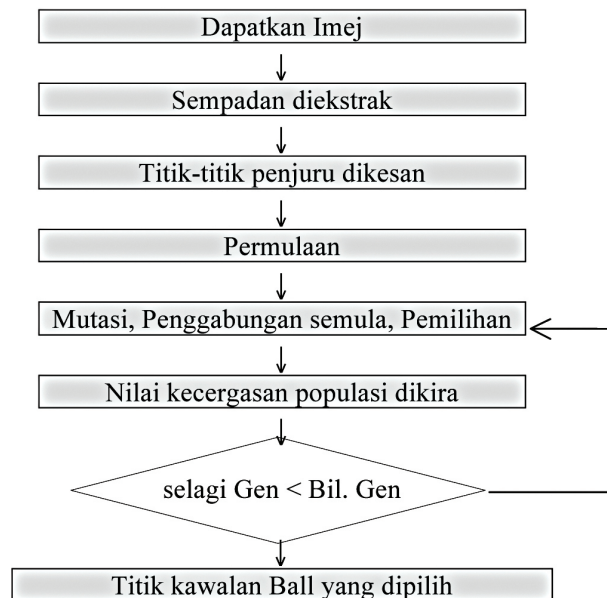 Dapatkan Imej
Sempadan diekstrak
Titik-titik penjuru dikesan
Permulaan
Mutasi, Penggabungan semula, Pemilihan
Nilai kecergasan populasi dikira
selagi Gen < Bil. Gen
Titik kawalan Ball yang dipilih